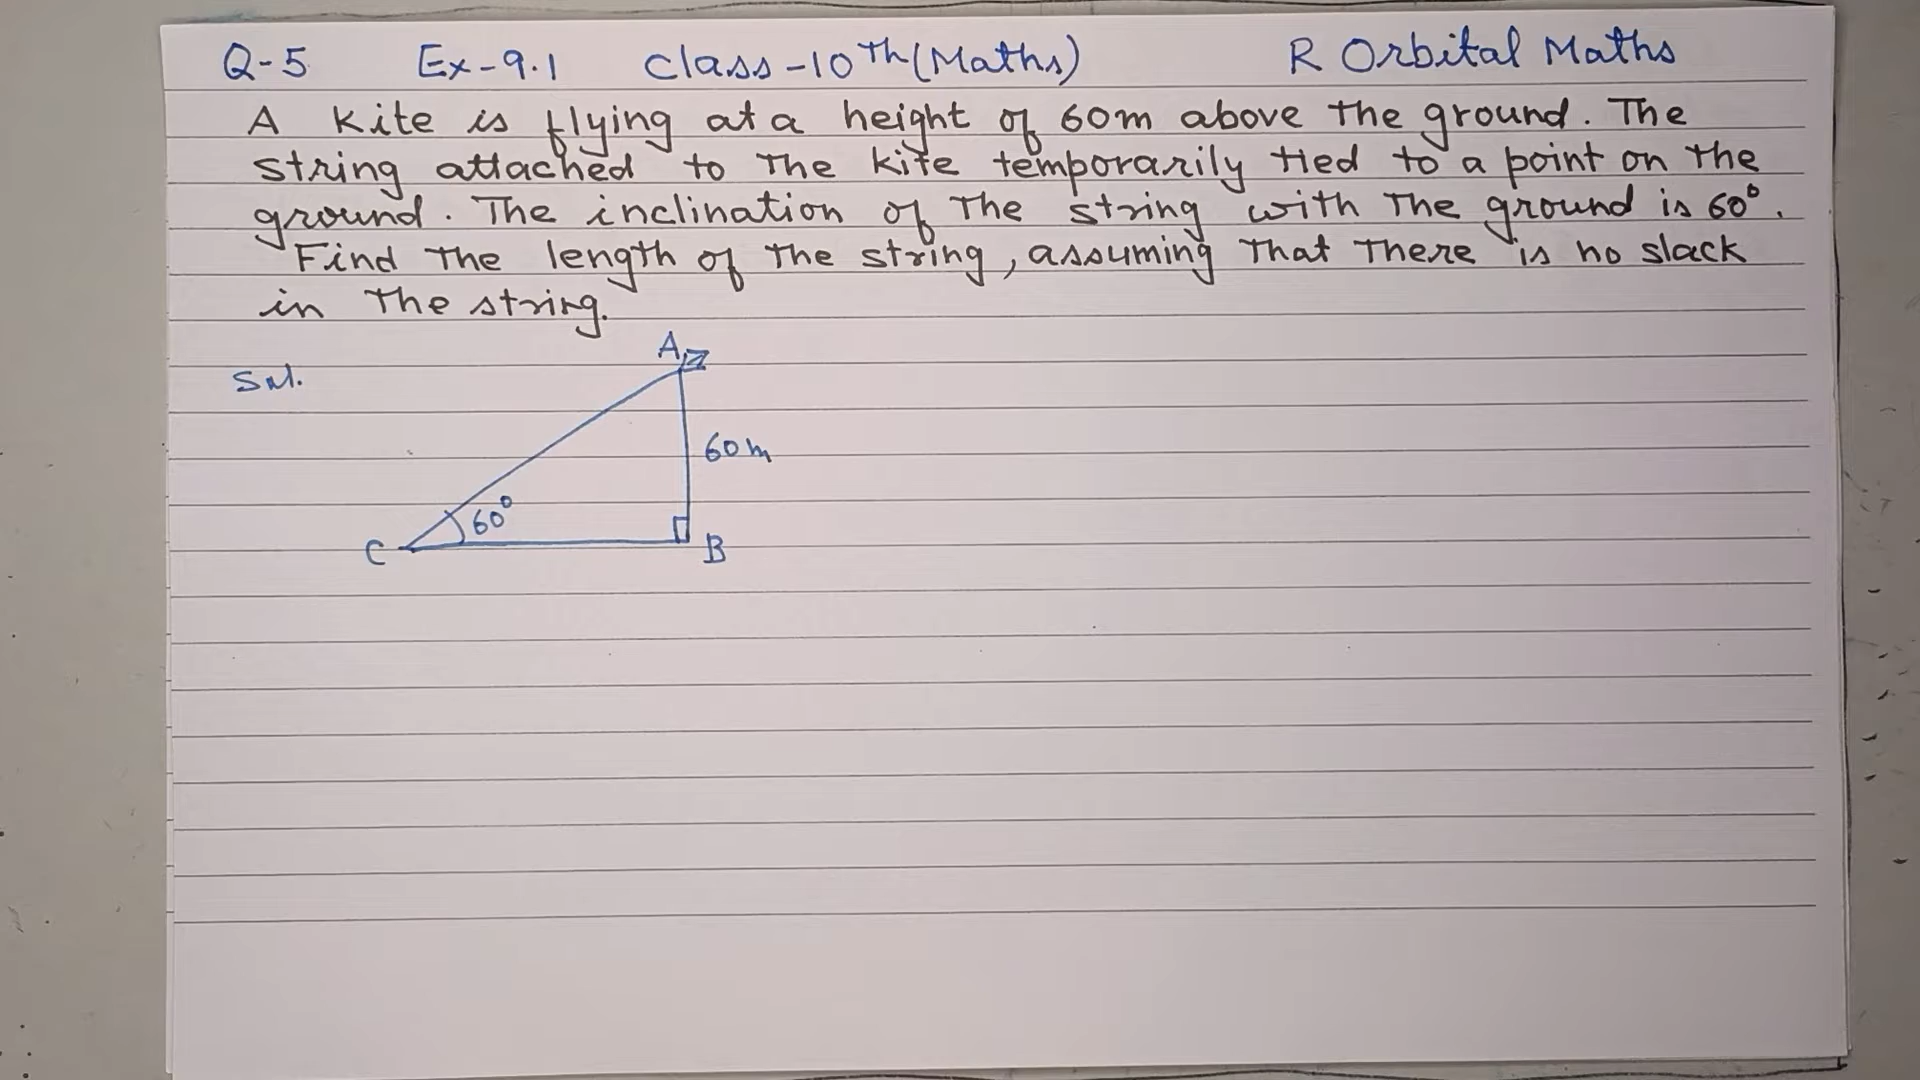 Q-5 Ex-9.1 Class-10Th (Maths) R Orbital Maths
A kite is flying at a height of 60m above The ground. The
string attached to The kite temporarily tied to a point on The
ground. The inclination of The string with The ground is 60°.
Find The length of The string, assuming That There is no slack
in The string.
Sol.
A
60m
60°
C
B